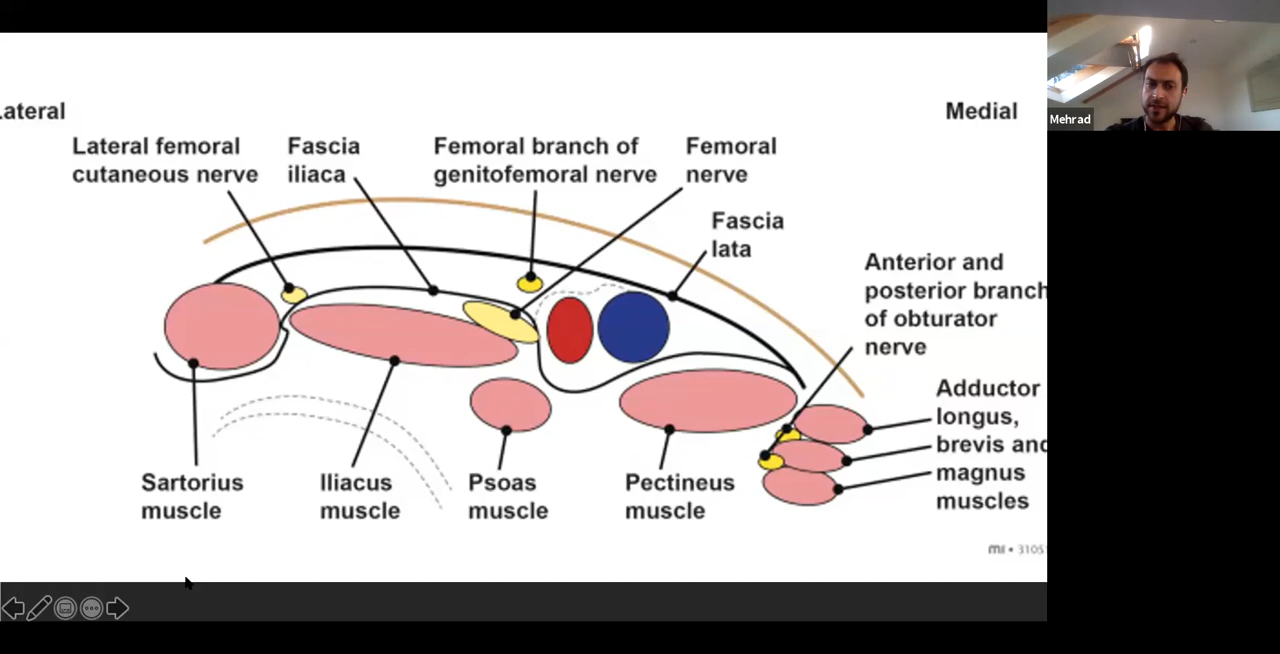 Lateral
Medial
Mehrad
Lateral femoral
cutaneous nerve
Fascia
iliaca
Femoral branch of
genitofemoral nerve
Femoral
nerve
Fascia
lata
Anterior and
posterior branch
of obturator
nerve
Adductor
longus,
brevis and
magnus
muscles
Sartorius
muscle
Iliacus
muscle
Psoas
muscle
Pectineus
muscle